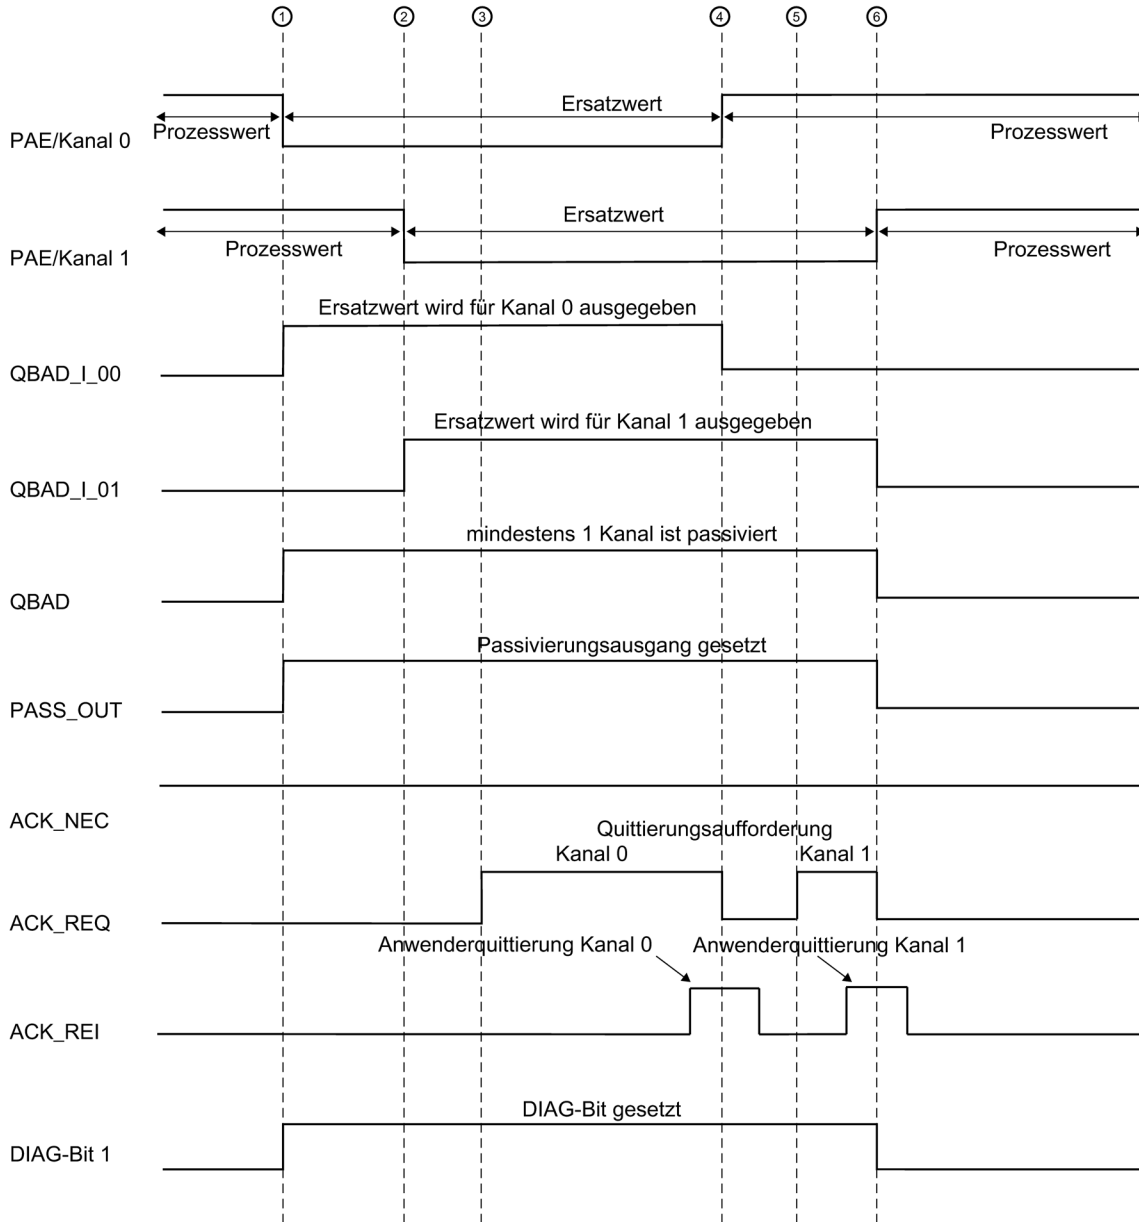 ① ② ③ ④ ⑤ ⑥
Ersatzwert
Prozesswert Prozesswert
PAE/Kanal 0
Ersatzwert
Prozesswert Prozesswert
PAE/Kanal 1
Ersatzwert wird für Kanal 0 ausgegeben
QBAD_I_00
Ersatzwert wird für Kanal 1 ausgegeben
QBAD_I_01
mindestens 1 Kanal ist passiviert
QBAD
Passivierungsausgang gesetzt
PASS_OUT
ACK_NEC
Quittierungsaufforderung
Kanal 0 Kanal 1
ACK_REQ
Anwenderquittierung Kanal 0 Anwenderquittierung Kanal 1
ACK_REI
DIAG-Bit gesetzt
DIAG-Bit 1